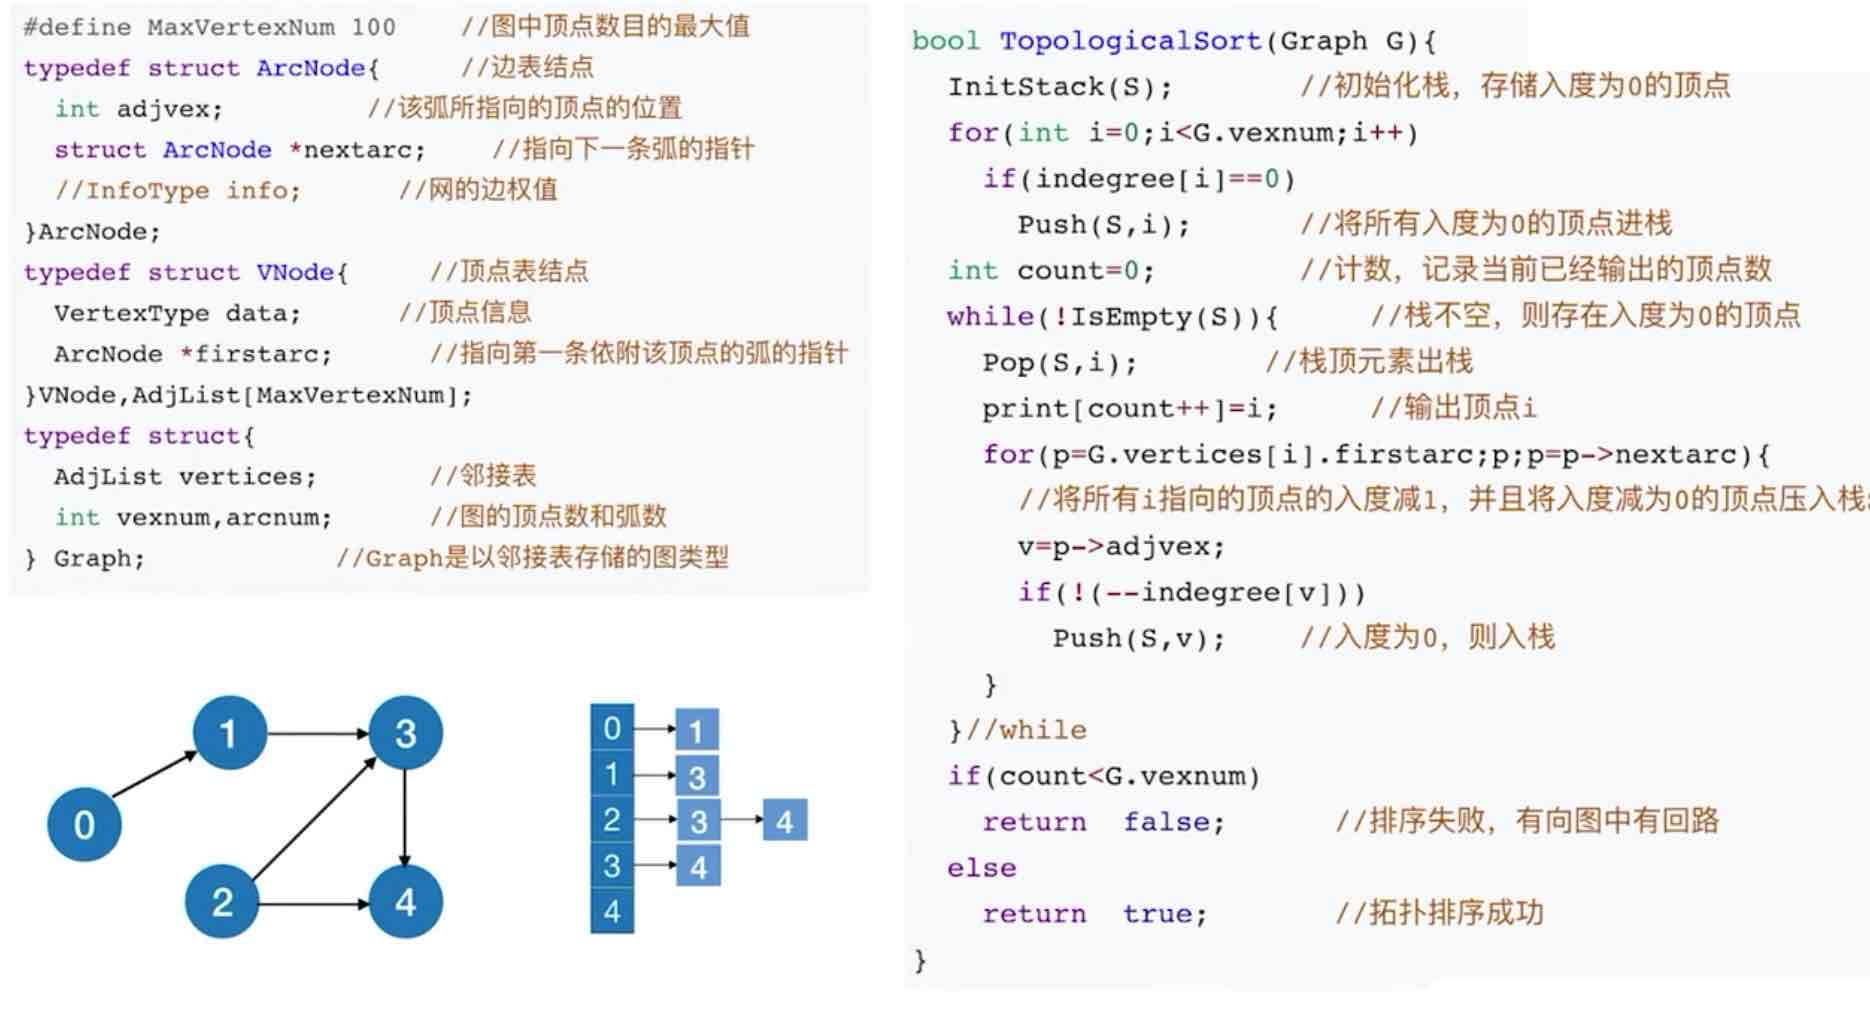 #define MaxVertexNum 100 //图中顶点数目的最大值
typedef struct ArcNode{ //边表结点
int adjvex; //该弧所指向的顶点的位置
struct ArcNode *nextarc; //指向下一条弧的指针
//InfoType info; //网的边权值
}ArcNode;
typedef struct VNode{ //顶点表结点
VertexType data; //顶点信息
ArcNode *firstarc; //指向第一条依附该顶点的弧的指针
}VNode,AdjList[MaxVertexNum];
typedef struct{
AdjList vertices; //邻接表
int vexnum,arcnum; //图的顶点数和弧数
} Graph; //Graph是以邻接表存储的图类型
bool TopologicalSort(Graph G){
InitStack(S); //初始化栈，存储入度为0的顶点
for(int i=0;i<G.vexnum;i++)
if(indegree[i]==0)
Push(S,i); //将所有入度为0的顶点进栈
int count=0; //计数，记录当前已经输出的顶点数
while(!IsEmpty(S)){ //栈不空，则存在入度为0的顶点
Pop(S,i); //栈顶元素出栈
print[count++]=i; //输出顶点i
for(p=G.vertices[i].firstarc;p;p=p->nextarc){
//将所有i指向的顶点的入度减1，并且将入度减为0的顶点压入栈
v=p->adjvex;
if(!(--indegree[v]))
Push(S,v); //入度为0，则入栈
}
}//while
if(count<G.vexnum)
return false; //排序失败，有向图中有回路
else
return true; //拓扑排序成功
}
1 3
0
2 4
0 1
1 3
2 3 4
3 4
4